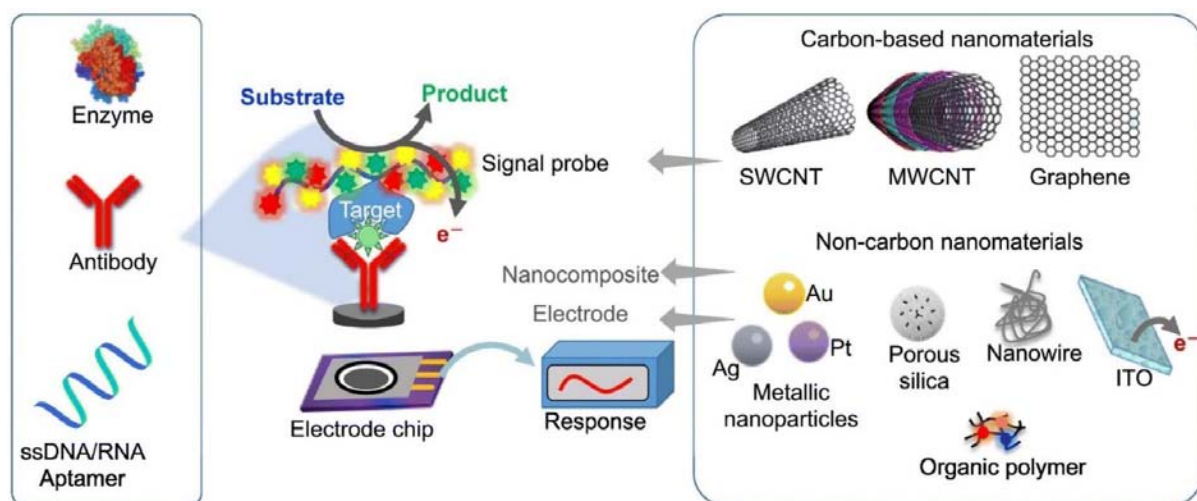 Enzyme
Antibody
ssDNA/RNA
Aptamer
Substrate
Product
Signal probe
Target
e⁻
Nanocomposite
Electrode
Electrode chip
Response
Carbon-based nanomaterials
SWCNT
MWCNT
Graphene
Non-carbon nanomaterials
Au
Ag
Pt
Metallic
nanoparticles
Porous
silica
Nanowire
e⁻
ITO
Organic polymer